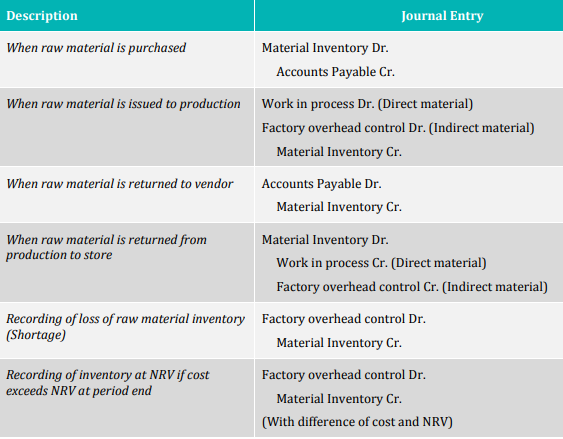 Description Journal Entry
When raw material is purchased
Material Inventory Dr.
Accounts Payable Cr.
When raw material is issued to production
Work in process Dr. (Direct material)
Factory overhead control Dr. (Indirect material)
Material Inventory Cr.
When raw material is returned to vendor
Accounts Payable Dr.
Material Inventory Cr.
When raw material is returned from
production to store
Material Inventory Dr.
Work in process Cr. (Direct material)
Factory overhead control Cr. (Indirect material)
Recording of loss of raw material inventory
(Shortage)
Factory overhead control Dr.
Material Inventory Cr.
Recording of inventory at NRV if cost
exceeds NRV at period end
Factory overhead control Dr.
Material Inventory Cr.
(With difference of cost and NRV)